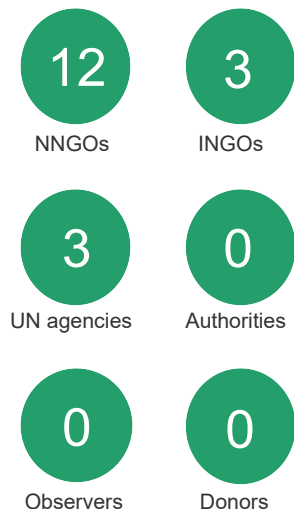 12 3
NNGOs INGOs
3 0
UN agencies Authorities
0 0
Observers Donors